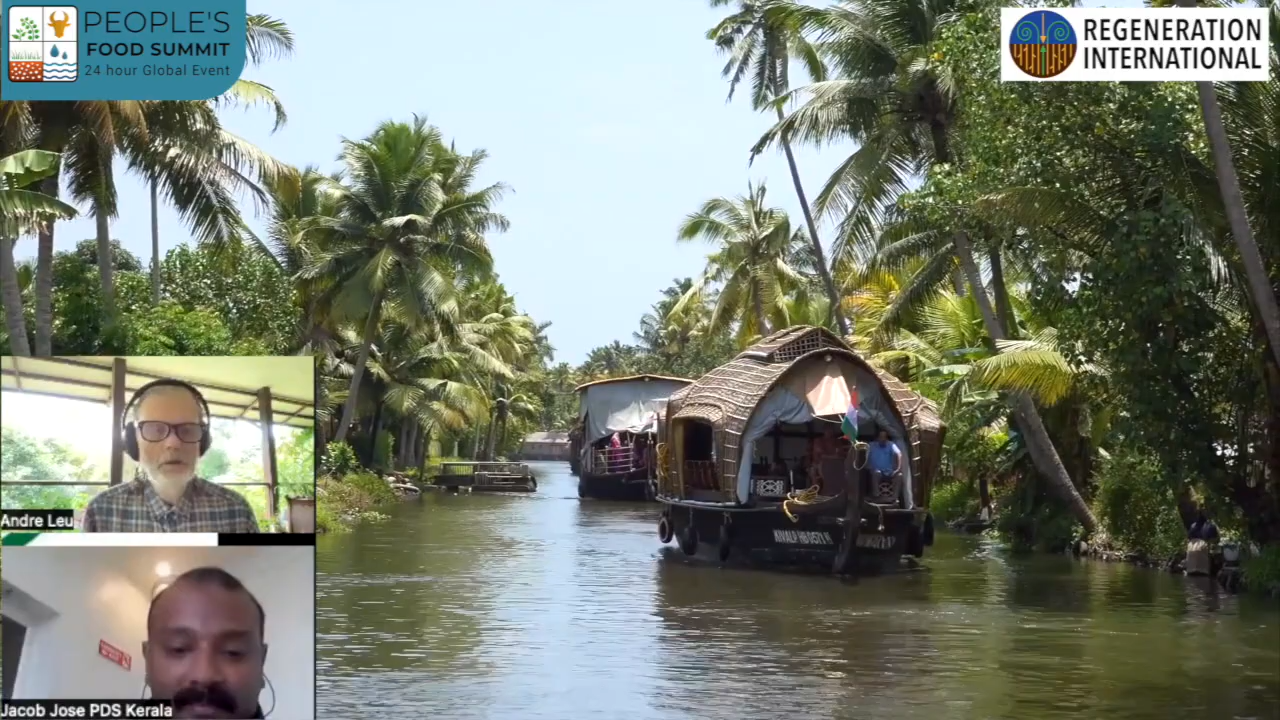 PEOPLE'S
FOOD SUMMIT
24 hour Global Event
REGENERATION
INTERNATIONAL
Andre Leu
Jacob Jose PDS Kerala